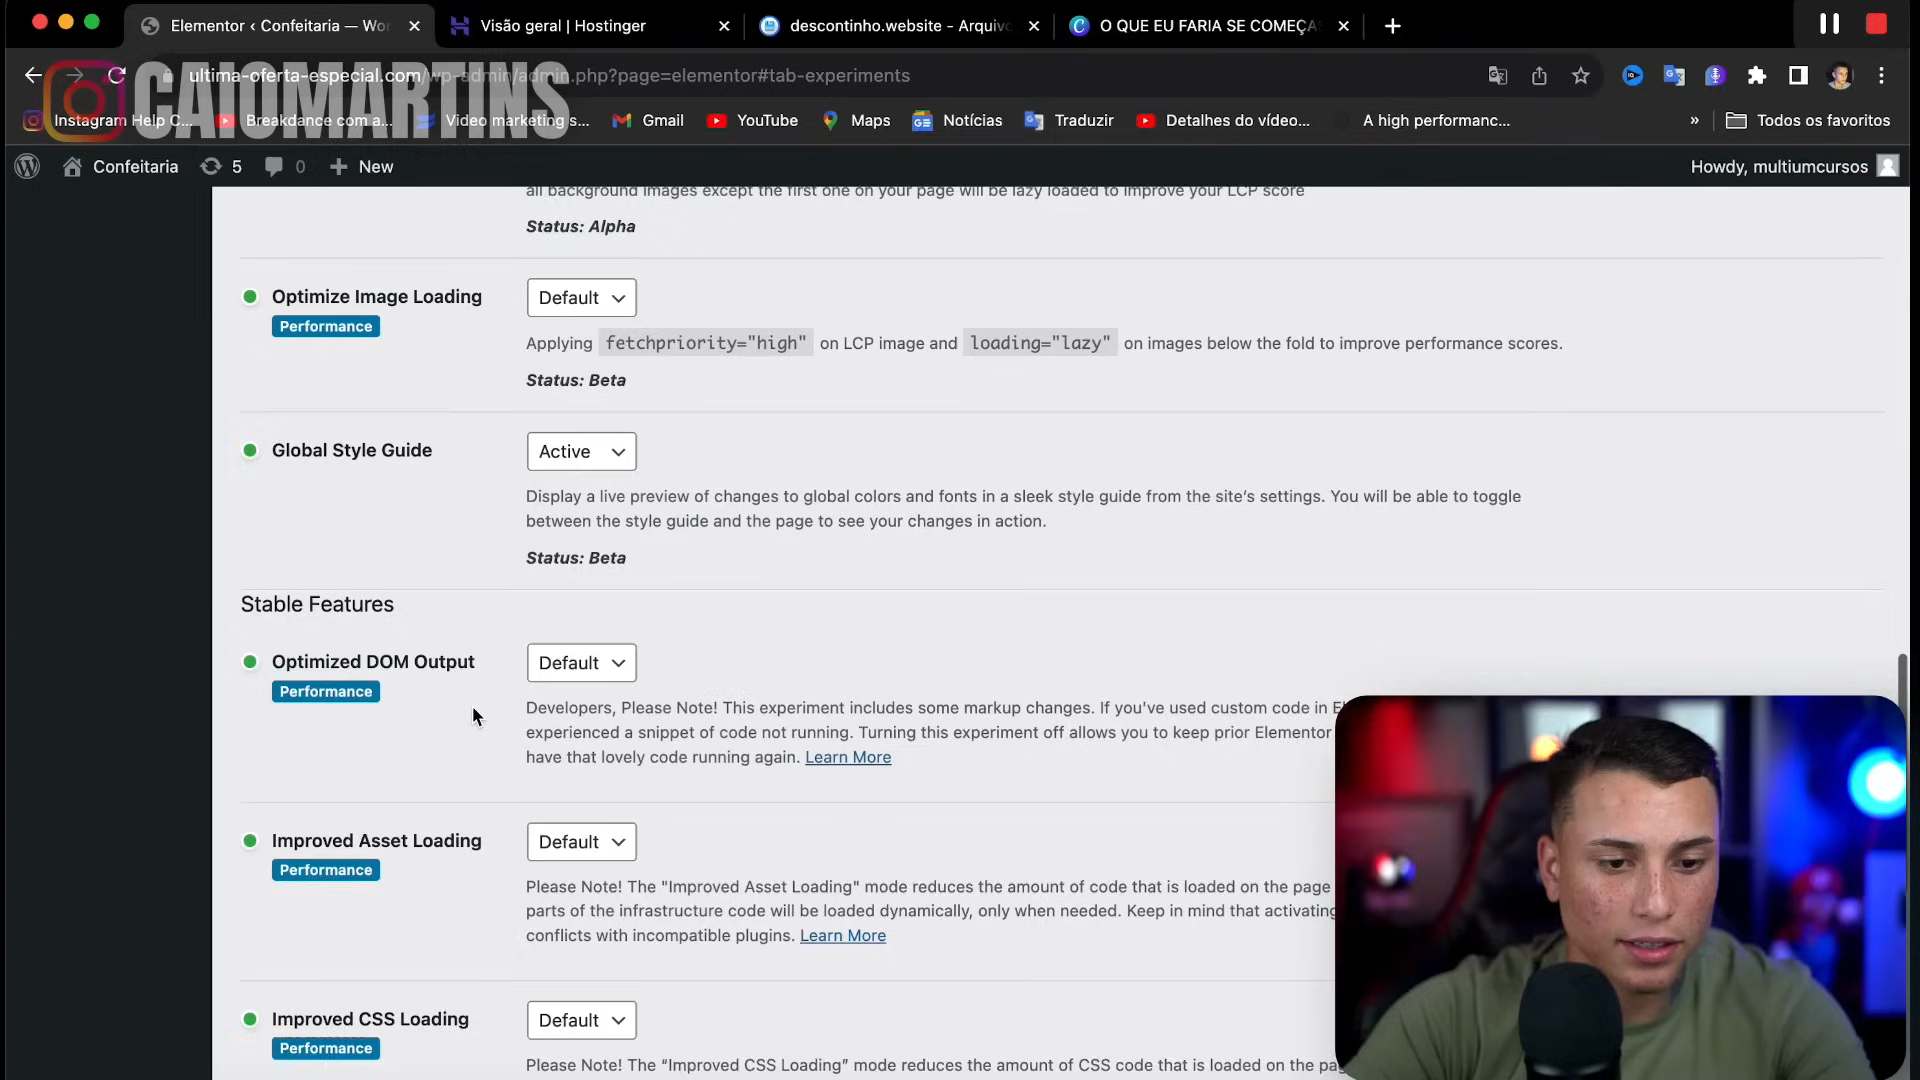 Elementor ‹ Confeitaria — Wo
Visão geral | Hostinger
descontinho.website - Arquivo
O QUE EU FARIA SE COMEÇA
ultima-oferta-especial.com/wp-admin/admin.php?page=elementor#tab-experiments
CAIOMARTINS
Instagram Help C...
Breakdance com a...
Video marketing s...
Gmail
YouTube
Maps
Notícias
Traduzir
Detalhes do vídeo...
A high performanc...
»
Todos os favoritos
Confeitaria
5
0
New
Howdy, multiumcursos
all background images except the first one on your page will be lazy loaded to improve your LCP score
Status: Alpha
Optimize Image Loading
Default
Performance
Applying fetchpriority="high" on LCP image and loading="lazy" on images below the fold to improve performance scores.
Status: Beta
Global Style Guide
Active
Display a live preview of changes to global colors and fonts in a sleek style guide from the site's settings. You will be able to toggle
between the style guide and the page to see your changes in action.
Status: Beta
Stable Features
Optimized DOM Output
Default
Performance
Developers, Please Note! This experiment includes some markup changes. If you've used custom code in El
experienced a snippet of code not running. Turning this experiment off allows you to keep prior Elementor
have that lovely code running again. Learn More
Improved Asset Loading
Default
Performance
Please Note! The "Improved Asset Loading" mode reduces the amount of code that is loaded on the page
parts of the infrastructure code will be loaded dynamically, only when needed. Keep in mind that activating
conflicts with incompatible plugins. Learn More
Improved CSS Loading
Default
Performance
Please Note! The “Improved CSS Loading” mode reduces the amount of CSS code that is loaded on the pag